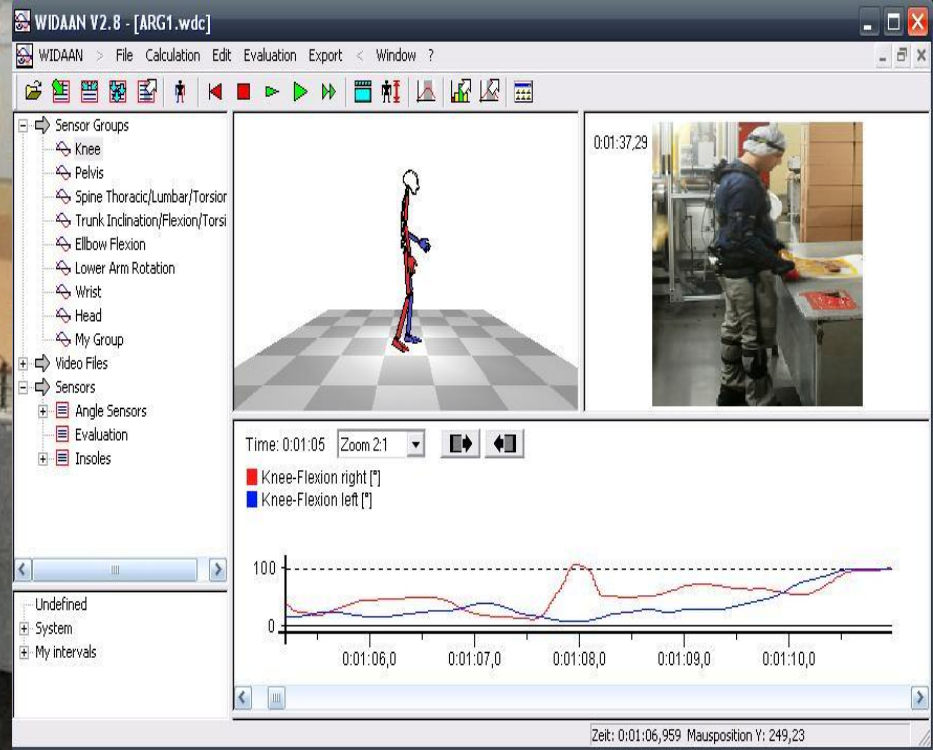 WIDAAN V2.8 - [ARG1.wdc]
WIDAAN > File Calculation Edit Evaluation Export < Window ?
Sensor Groups
Knee
Pelvis
Spine Thoracic/Lumbar/Torsion
Trunk Inclination/Flexion/Torsi
Ellbow Flexion
Lower Arm Rotation
Wrist
Head
My Group
Video Files
Sensors
Angle Sensors
Evaluation
Insoles
Undefined
System
My intervals
0:01:37,29
Time: 0:01:05 Zoom 2:1
Knee-Flexion right [°]
Knee-Flexion left [°]
100
0
0:01:06,0 0:01:07,0 0:01:08,0 0:01:09,0 0:01:10,0
Zeit: 0:01:06,959 Mausposition Y: 249,23